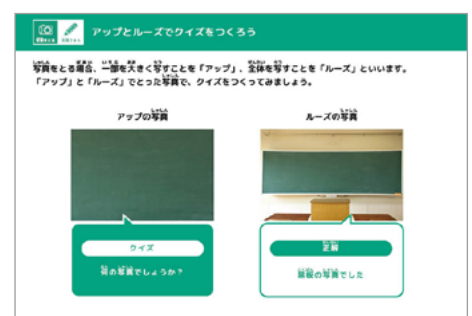 アップとルーズでクイズをつくろう
写真をとる場合、一部を大きく写すことを「アップ」、全体を写すことを「ルーズ」といいます。
「アップ」と「ルーズ」でとった写真で、クイズをつくってみましょう。
アップの写真
ルーズの写真
クイズ
何の写真でしょうか？
正解
黒板の写真でした